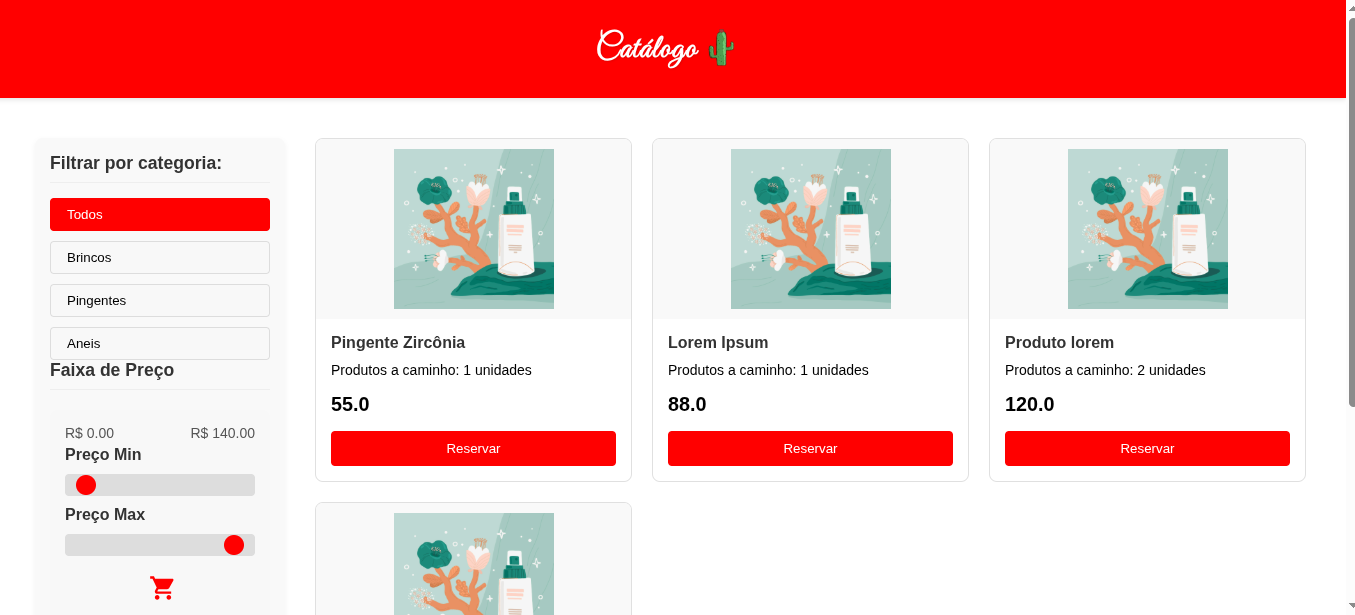 Catálogo
Filtrar por categoria:
Todos
Brincos
Pingentes
Aneis
Faixa de Preço
R$ 0.00 R$ 140.00
Preço Min
Preço Max
Pingente Zircônia
Produtos a caminho: 1 unidades
55.0
Reservar
Lorem Ipsum
Produtos a caminho: 1 unidades
88.0
Reservar
Produto lorem
Produtos a caminho: 2 unidades
120.0
Reservar